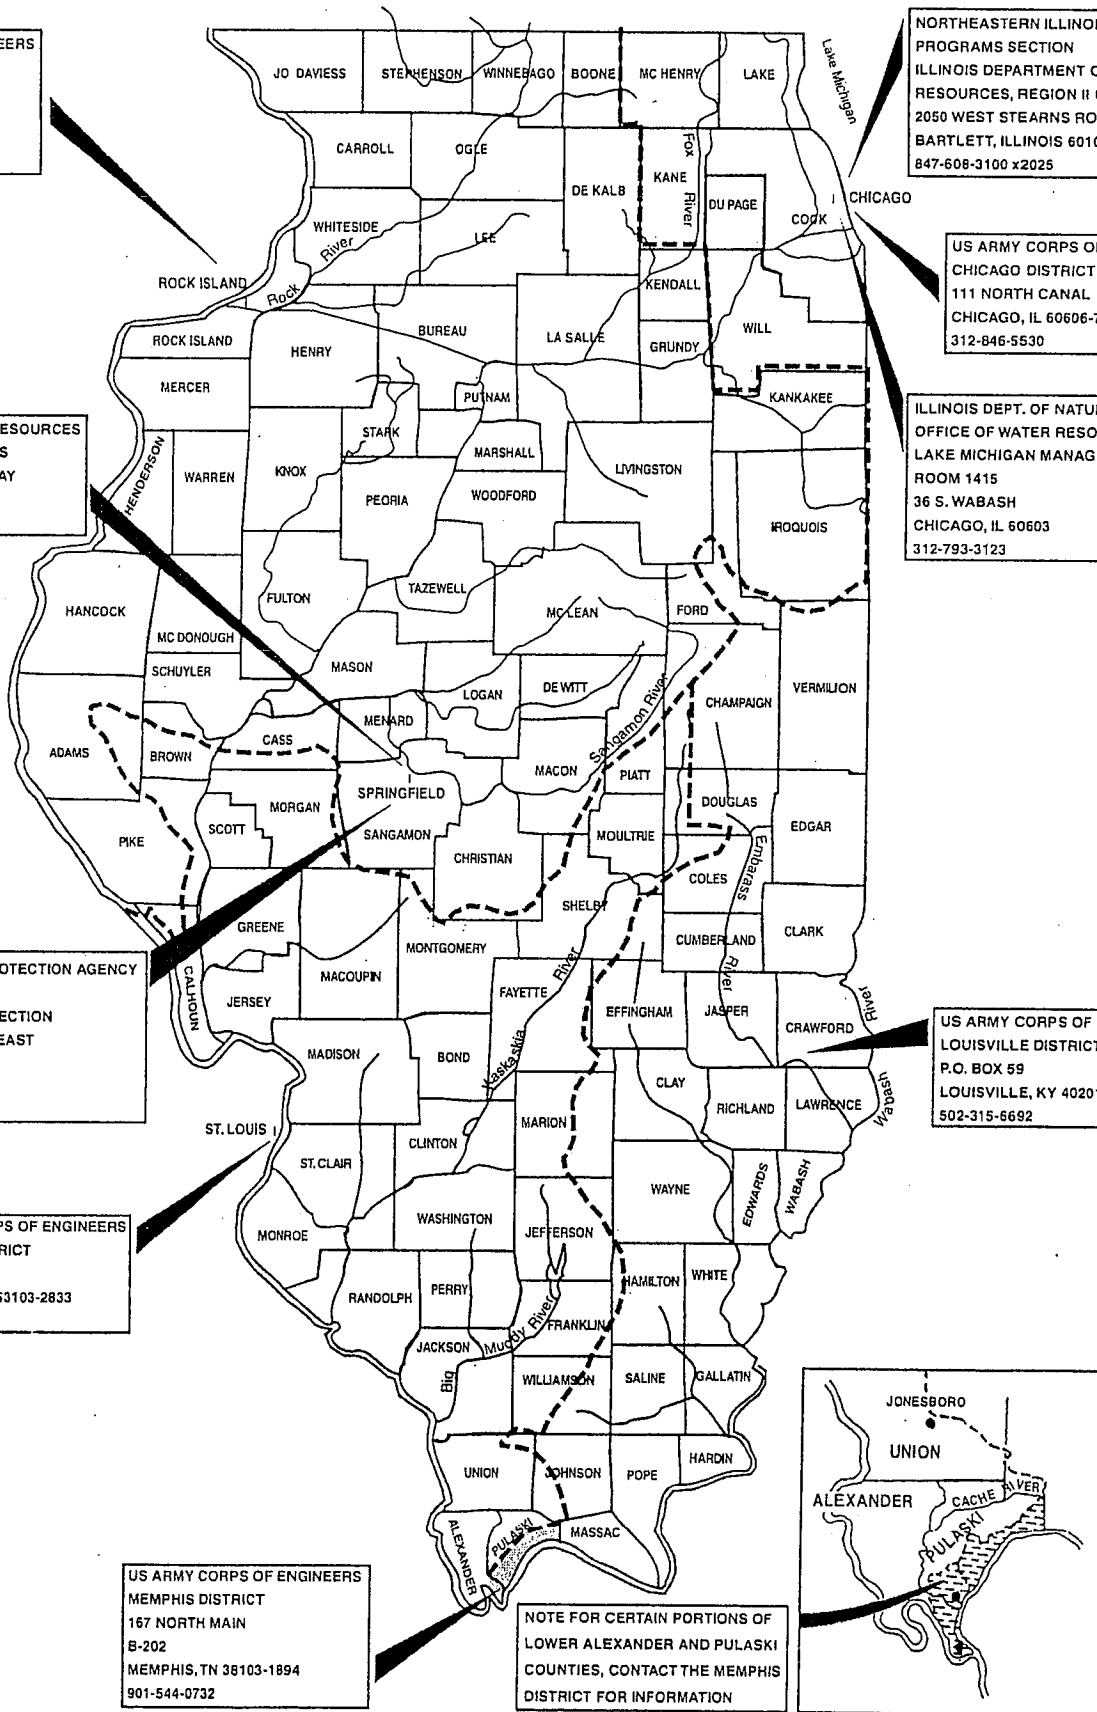 EERS
NORTHEASTERN ILLINOI
PROGRAMS SECTION
ILLINOIS DEPARTMENT O
RESOURCES, REGION II
2050 WEST STEARNS RO
BARTLETT, ILLINOIS 6010
847-608-3100 x2025
Lake Michigan
JO DAVIESS
STEPHENSON
WINNEBAGO
BOONE
MC HENRY
LAKE
CARROLL
OGLE
DE KALB
KANE
Fox
River
DU PAGE
COOK
CHICAGO
WHITESIDE
River
LEE
ROCK ISLAND
Rock
KENDALL
US ARMY CORPS O
CHICAGO DISTRICT
111 NORTH CANAL
CHICAGO, IL 60606-7
312-846-5530
ROCK ISLAND
HENRY
BUREAU
LA SALLE
GRUNDY
WILL
MERCER
PUTNAM
KANKAKEE
ESOURCES
S
AY
HENDERSON
WARREN
KNOX
STARK
MARSHALL
PEORIA
WOODFORD
LIVINGSTON
IROQUOIS
ILLINOIS DEPT. OF NATU
OFFICE OF WATER RESO
LAKE MICHIGAN MANAG
ROOM 1415
36 S. WABASH
CHICAGO, IL 60603
312-793-3123
HANCOCK
MC DONOUGH
FULTON
TAZEWELL
MC LEAN
FORD
SCHUYLER
MASON
LOGAN
DE WITT
CHAMPAIGN
VERMILION
ADAMS
BROWN
CASS
MENARD
Sangamon River
MACON
PIATT
PIKE
SCOTT
MORGAN
SPRINGFIELD
SANGAMON
CHRISTIAN
MOULTRIE
DOUGLAS
EDGAR
Embarass
River
COLES
GREENE
MACOUPIN
MONTGOMERY
SHELBY
CUMBERLAND
CLARK
OTECTION AGENCY
ECTION
EAST
CALHOUN
JERSEY
FAYETTE
Kaskaskia
River
EFFINGHAM
JASPER
CRAWFORD
River
Wabash
US ARMY CORPS OF
LOUISVILLE DISTRICT
P.O. BOX 59
LOUISVILLE, KY 40201
502-315-6692
MADISON
BOND
CLAY
RICHLAND
LAWRENCE
ST. LOUIS
CLINTON
MARION
ST. CLAIR
WAYNE
EDWARDS
WABASH
PS OF ENGINEERS
RICT
63103-2833
MONROE
WASHINGTON
JEFFERSON
RANDOLPH
PERRY
HAMILTON
WHITE
FRANKLIN
JACKSON
Big
Muddy River
WILLIAMSON
SALINE
GALLATIN
UNION
JOHNSON
POPE
HARDIN
ALEXANDER
PULASKI
MASSAC
JONESBORO
UNION
ALEXANDER
CACHE RIVER
PULASKI
US ARMY CORPS OF ENGINEERS
MEMPHIS DISTRICT
167 NORTH MAIN
B-202
MEMPHIS, TN 38103-1894
901-544-0732
NOTE FOR CERTAIN PORTIONS OF
LOWER ALEXANDER AND PULASKI
COUNTIES, CONTACT THE MEMPHIS
DISTRICT FOR INFORMATION